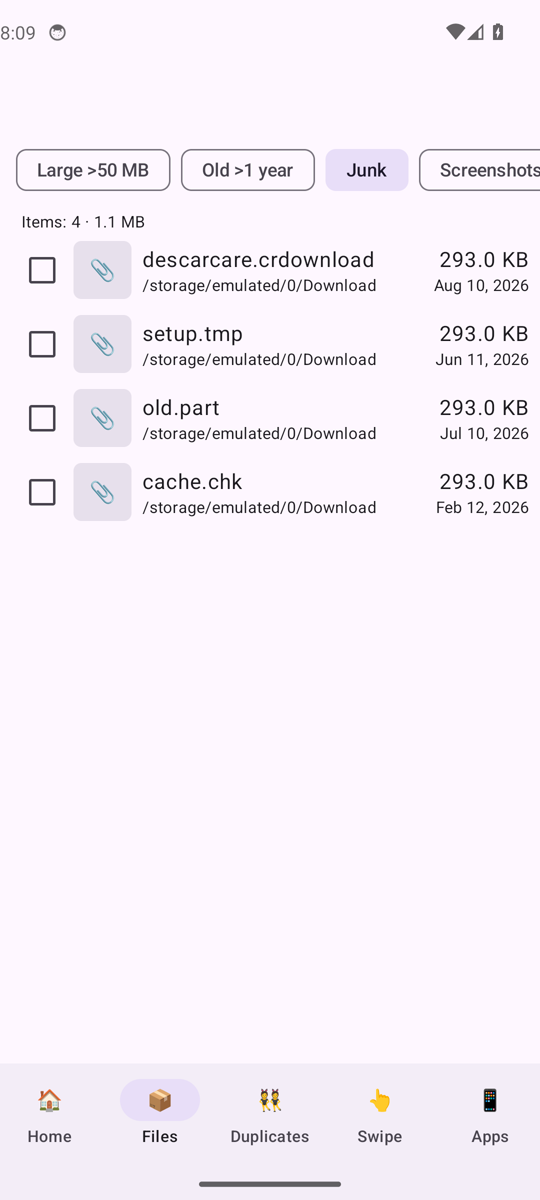 8:09
Large >50 MB
Old >1 year
Junk
Screenshots
Items: 4 · 1.1 MB
descarcare.crdownload
293.0 KB
/storage/emulated/0/Download
Aug 10, 2026
setup.tmp
293.0 KB
/storage/emulated/0/Download
Jun 11, 2026
old.part
293.0 KB
/storage/emulated/0/Download
Jul 10, 2026
cache.chk
293.0 KB
/storage/emulated/0/Download
Feb 12, 2026
Home
Files
Duplicates
Swipe
Apps